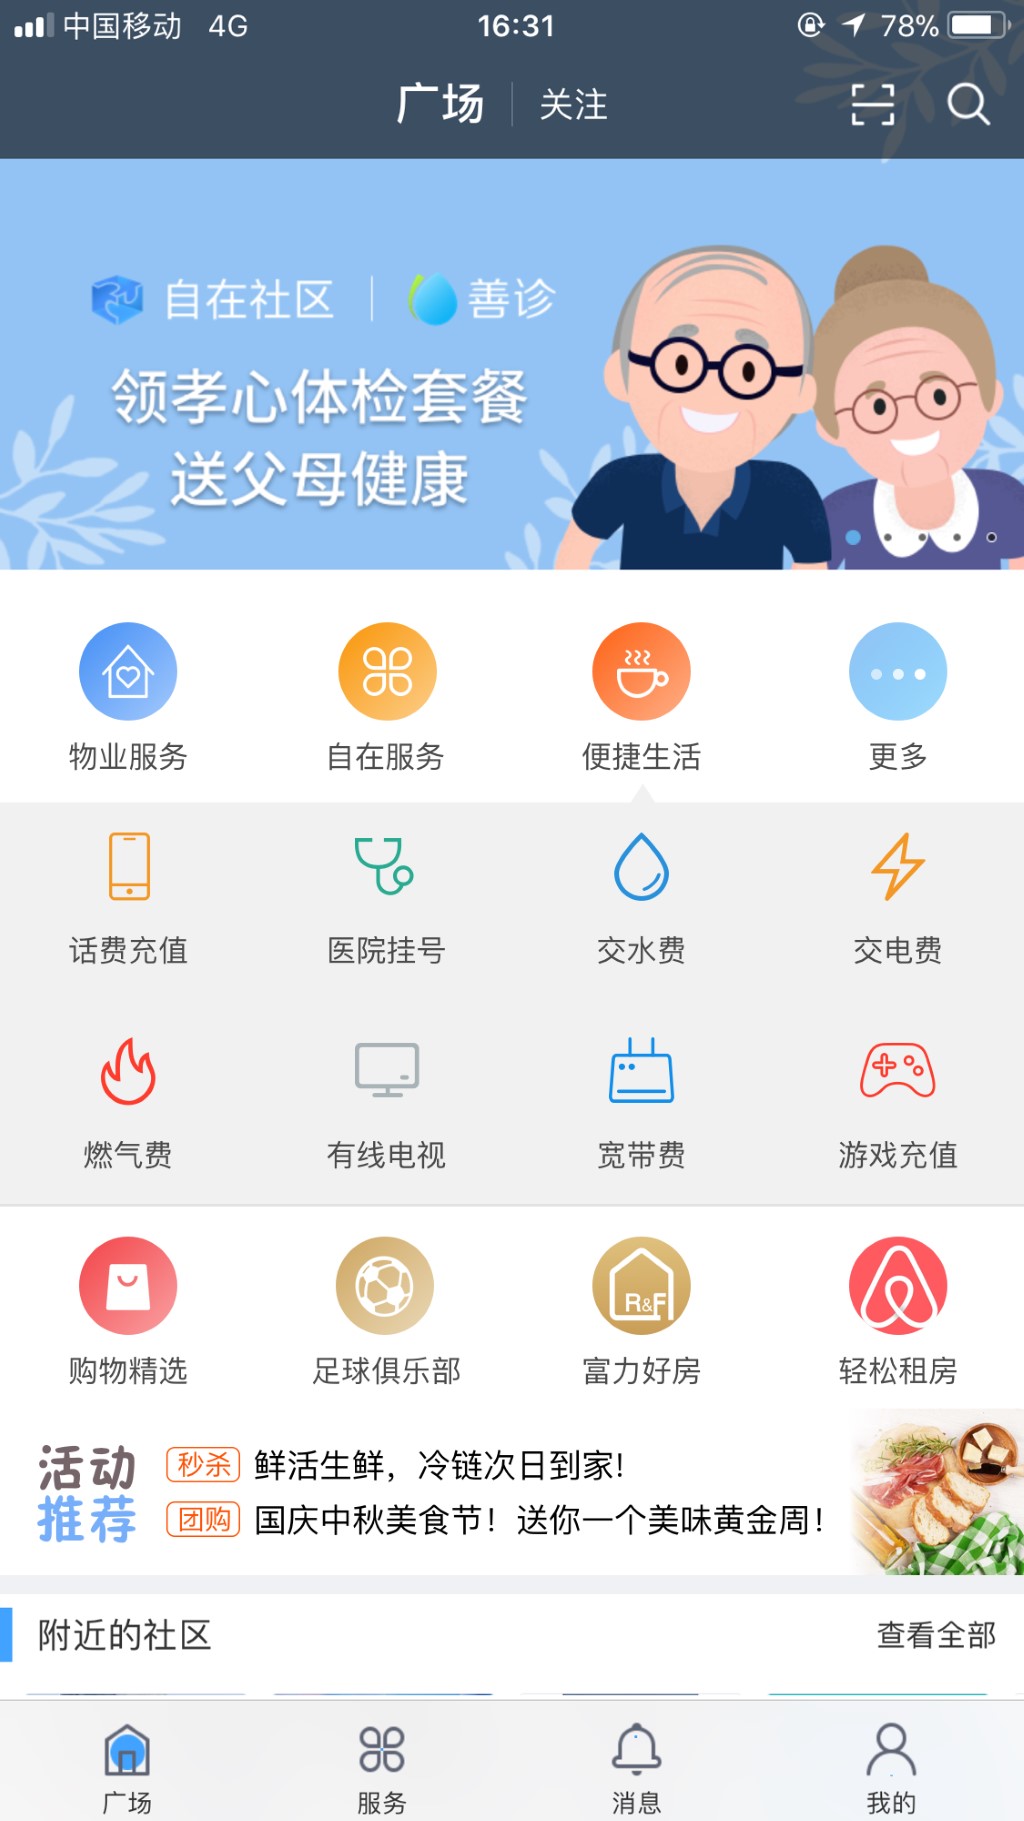 中国移动 4G 16:31 78%
广场 关注
自在社区 善诊
领孝心体检套餐
送父母健康
物业服务 自在服务 便捷生活 更多
话费充值 医院挂号 交水费 交电费
燃气费 有线电视 宽带费 游戏充值
R&F
购物精选 足球俱乐部 富力好房 轻松租房
活动 秒杀 鲜活生鲜，冷链次日到家!
推荐 团购 国庆中秋美食节！送你一个美味黄金周！
附近的社区 查看全部
广场 服务 消息 我的